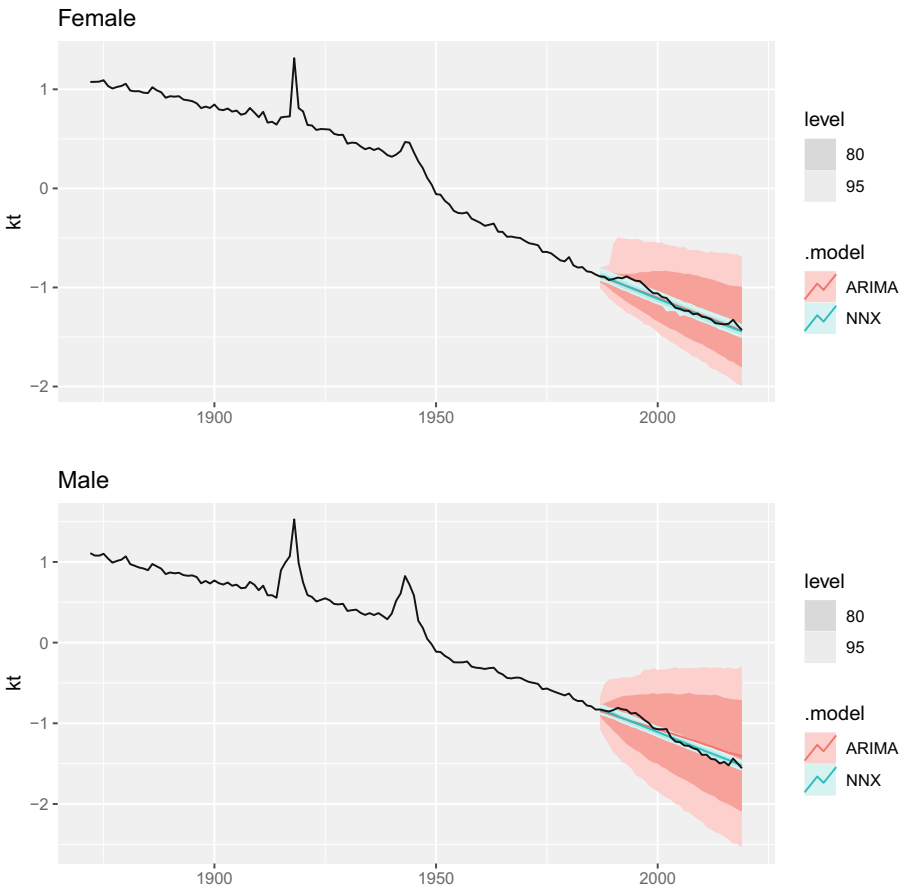 Female
kt
1
0
−1
−2
1900
1950
2000
level
80
95
.model
ARIMA
NNX
Male
kt
1
0
−1
−2
1900
1950
2000
level
80
95
.model
ARIMA
NNX